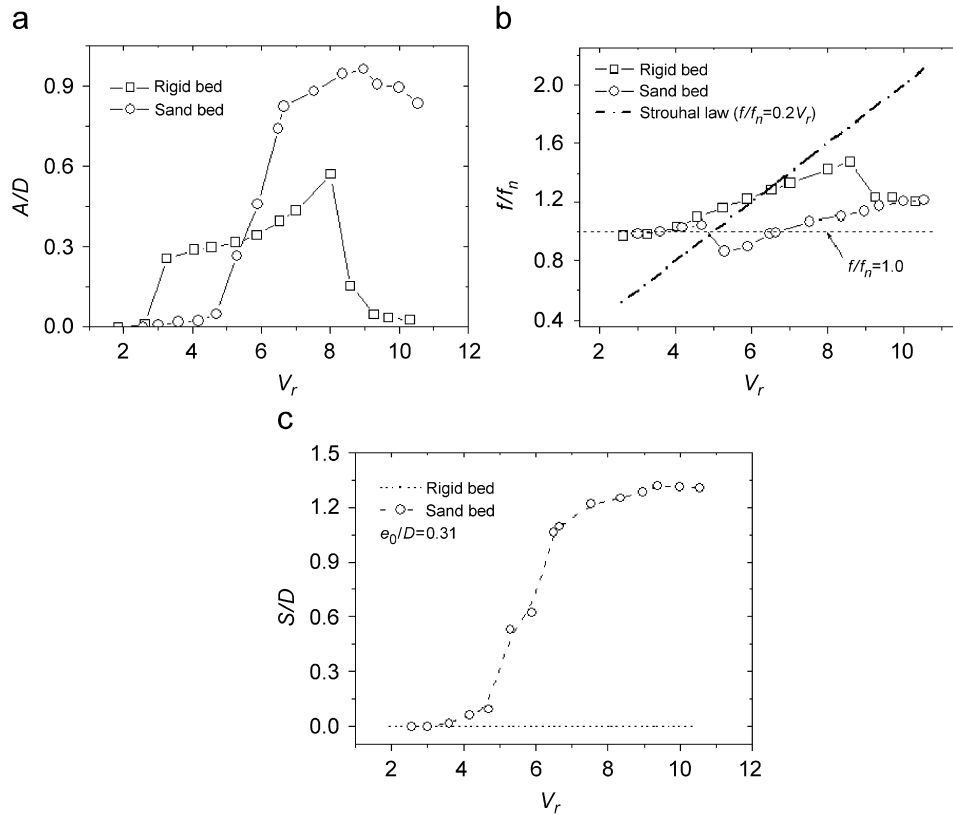 a
0.9
0.6
0.3
0.0
A/D
Rigid bed
Sand bed
2 4 6 8 10 12
Vr
b
2.0
1.6
1.2
0.8
0.4
f/fn
Rigid bed
Sand bed
Strouhal law (f/fn=0.2Vr)
f/fn=1.0
2 4 6 8 10
Vr
c
1.5
1.2
0.9
0.6
0.3
0.0
S/D
Rigid bed
Sand bed
e0/D=0.31
2 4 6 8 10 12
Vr